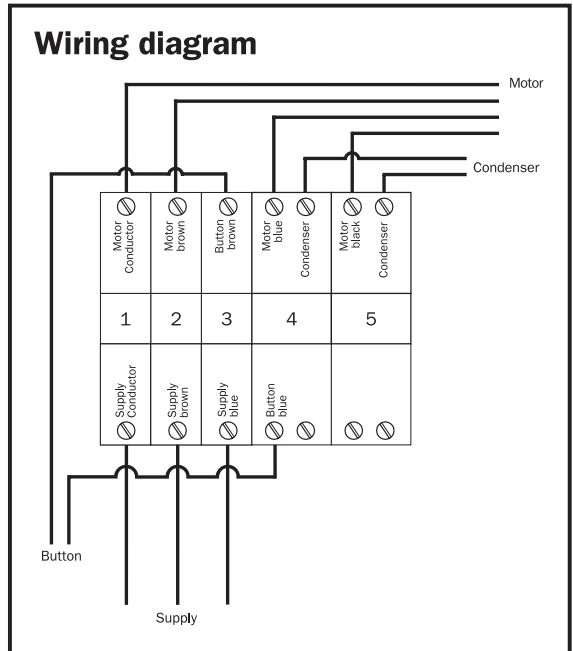 Wiring diagram
Motor
Condenser
Motor
Conductor
Motor
brown
Button
brown
Motor
blue
Condenser
Motor
black
Condenser
1
2
3
4
5
Supply
Conductor
Supply
brown
Supply
blue
Button
blue
Button
Supply